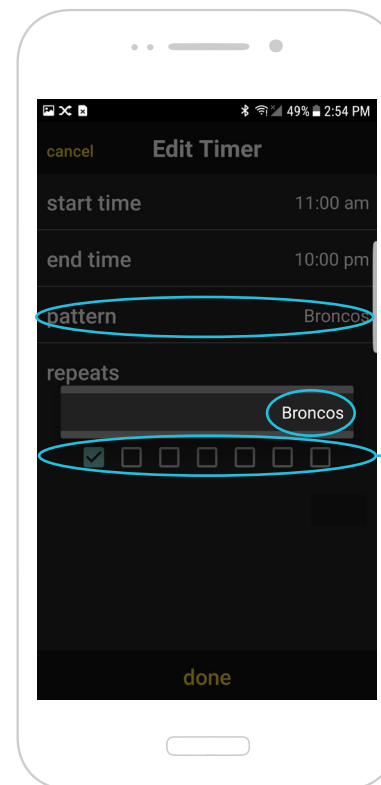 49% 2:54 PM
cancel Edit Timer
start time 11:00 am
end time 10:00 pm
pattern Broncos
repeats
Broncos
done